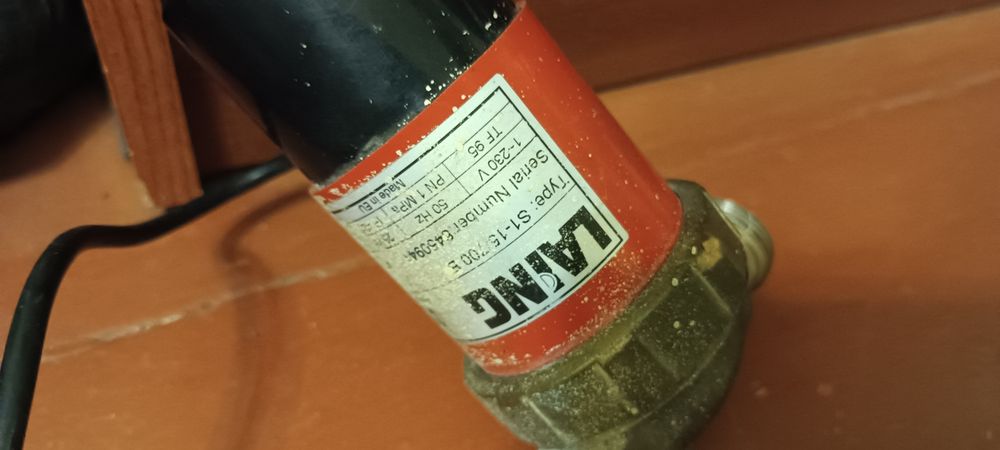 LAING
Type: S1-15/700 B
Serial Number 845094
1~230 V 50 Hz
TF 95 PN 1 MPa
Made in EU